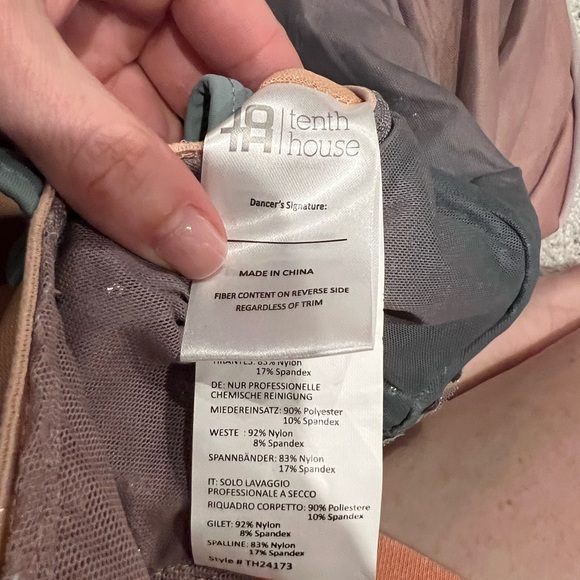 tenth
house
Dancer's Signature:
MADE IN CHINA
FIBER CONTENT ON REVERSE SIDE
REGARDLESS OF TRIM
TIRANTES: 83% Nylon
17% Spandex
DE: NUR PROFESSIONELLE
CHEMISCHE REINIGUNG
MIEDEREINSATZ: 90% Polyester
10% Spandex
WESTE : 92% Nylon
8% Spandex
SPANNBÄNDER: 83% Nylon
17% Spandex
IT: SOLO LAVAGGIO
PROFESSIONALE A SECCO
RIQUADRO CORPETTO: 90% Poliestere
10% Spandex
GILET: 92% Nylon
8% Spandex
SPALLINE: 83% Nylon
17% Spandex
Style # TH24173